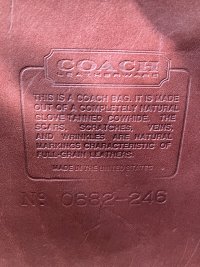 COACH
LEATHERWARE
THIS IS A COACH BAG. IT IS MADE
OUT OF A COMPLETELY NATURAL
GLOVE-TANNED COWHIDE. THE
SCARS, SCRATCHES, VEINS,
AND WRINKLES ARE NATURAL
MARKINGS CHARACTERISTIC OF
FULL-GRAIN LEATHERS.
MADE IN THE UNITED STATES
No 0682-246